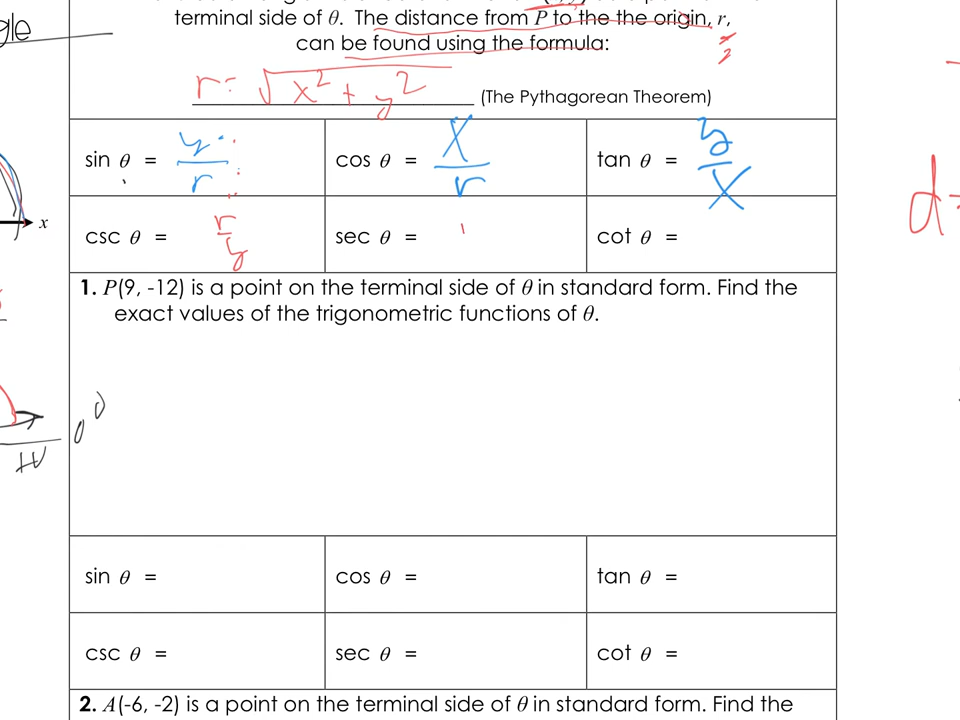 gle
terminal side of θ. The distance from P to the the origin, r,
can be found using the formula:
r = √x² + y² (The Pythagorean Theorem)
sin θ = y/r cos θ = x/r tan θ = y/x
csc θ = r/y sec θ = cot θ =
x
d=
1. P(9, -12) is a point on the terminal side of θ in standard form. Find the
exact values of the trigonometric functions of θ.
sin θ = cos θ = tan θ =
csc θ = sec θ = cot θ =
2. A(-6, -2) is a point on the terminal side of θ in standard form. Find the